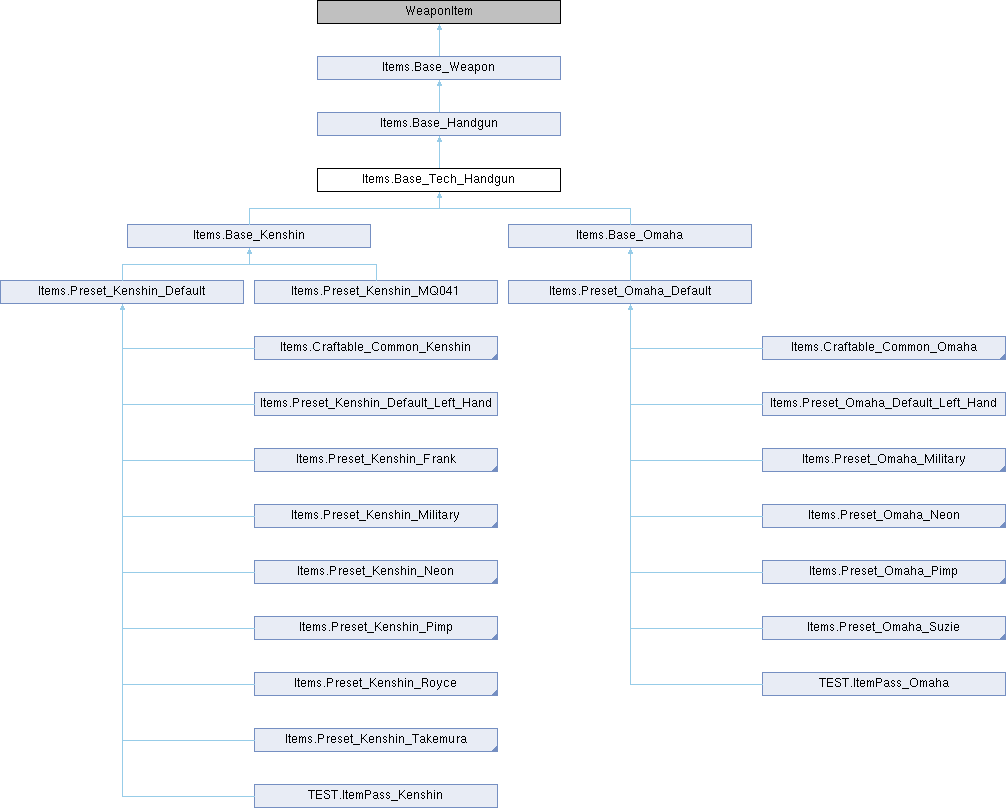 WeaponItem
Items.Base_Weapon
Items.Base_Handgun
Items.Base_Tech_Handgun
Items.Base_Kenshin
Items.Base_Omaha
Items.Preset_Kenshin_Default
Items.Preset_Kenshin_MQ041
Items.Preset_Omaha_Default
Items.Craftable_Common_Kenshin
Items.Craftable_Common_Omaha
Items.Preset_Kenshin_Default_Left_Hand
Items.Preset_Omaha_Default_Left_Hand
Items.Preset_Kenshin_Frank
Items.Preset_Omaha_Military
Items.Preset_Kenshin_Military
Items.Preset_Omaha_Neon
Items.Preset_Kenshin_Neon
Items.Preset_Omaha_Pimp
Items.Preset_Kenshin_Pimp
Items.Preset_Omaha_Suzie
Items.Preset_Kenshin_Royce
TEST.ItemPass_Omaha
Items.Preset_Kenshin_Takemura
TEST.ItemPass_Kenshin